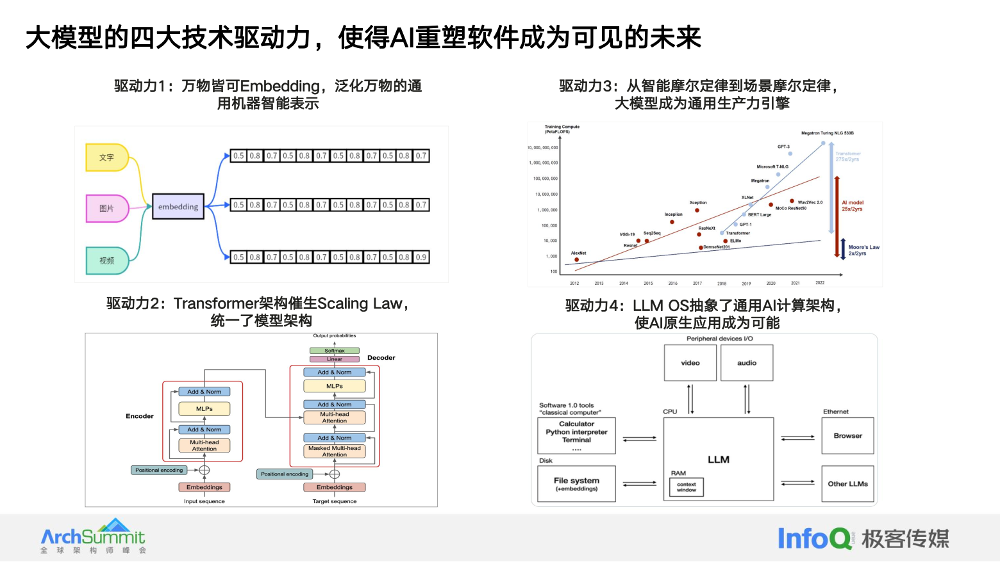 大模型的四大技术驱动力，使得AI重塑软件成为可见的未来
驱动力1：万物皆可Embedding，泛化万物的通
用机器智能表示
文字
图片
视频
embedding
0.5 0.8 0.7 0.5 0.8 0.7 0.5 0.8 0.7 0.5 0.8 0.7
0.5 0.8 0.7 0.5 0.8 0.7 0.5 0.8 0.7 0.5 0.8 0.7
0.5 0.8 0.7 0.5 0.8 0.7 0.5 0.8 0.7 0.5 0.8 0.9
驱动力3：从智能摩尔定律到场景摩尔定律，
大模型成为通用生产力引擎
Training Compute
(PetaFLOPS)
10, 000, 000, 000
1, 000, 000, 000
100, 000, 000
10, 000, 000
1, 000, 000
100, 000
10, 000
1, 000
100
2012 2013 2014 2015 2016 2017 2018 2019 2020 2021 2022
AlexNet
VGG-19
Resnet
Seq2Seq
Inceplion
Xception
ResNeXt
DemseNet201
ELMo
Transformer
GPT-1
BERT Large
XLNet
MoCo ResNet50
Wav2Vec 2.0
Megatron
Microsoft T-NLG
GPT-3
Megatron Turing NLG 530B
Transformer
275x/2yrs
AI model
25x/2yrs
Moore's Law
2x/2yrs
驱动力2：Transformer架构催生Scaling Law，
统一了模型架构
Output probabilities
Softmax
Linear
Decoder
Add & Norm
MLPs
Add & Norm
Multi-head
Attention
Add & Norm
Masked Multi-head
Attention
Positional encoding
Embeddings
Target sequence
Encoder
Add & Norm
MLPs
Add & Norm
Multi-head
Attention
Positional encoding
Embeddings
Input sequence
驱动力4：LLM OS抽象了通用AI计算架构，
使AI原生应用成为可能
Peripheral devices I/O
video
audio
Software 1.0 tools
“classical computer”
CPU
Ethernet
Calculator
Python interpreter
Terminal
....
LLM
Browser
Disk
File system
(+embeddings)
RAM
context
window
Other LLMs
ArchSummit
全球架构师峰会
InfoQ 极客传媒